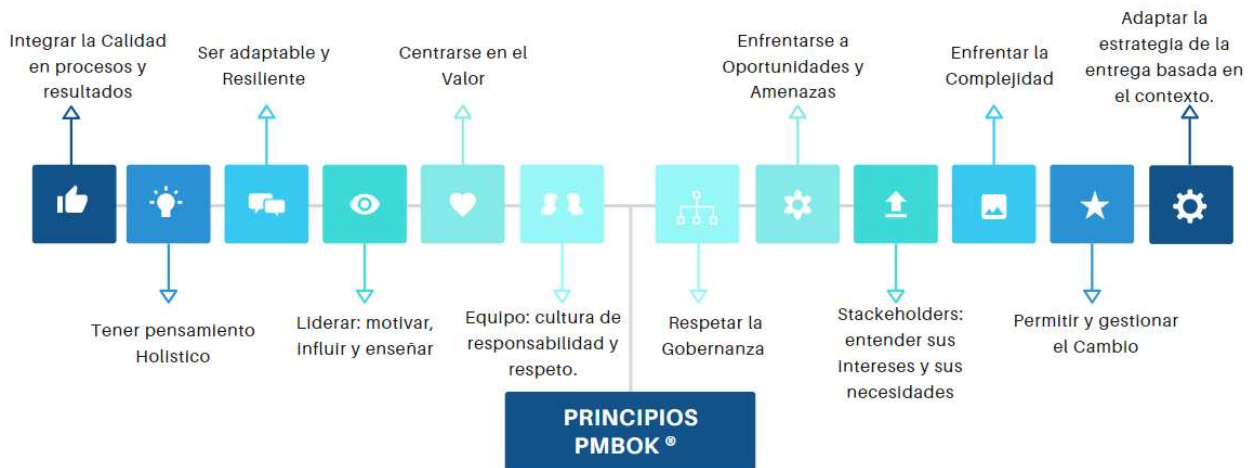 Integrar la Calidad
en procesos y
resultados
Ser adaptable y
Resiliente
Centrarse en el
Valor
Enfrentarse a
Oportunidades y
Amenazas
Enfrentar la
Complejidad
Adaptar la
estrategia de la
entrega basada en
el contexto.
Tener pensamiento
Holistico
Liderar: motivar,
influir y enseñar
Equipo: cultura de
responsabilidad y
respeto.
Respetar la
Gobernanza
Stackeholders:
entender sus
intereses y sus
necesidades
Permitir y gestionar
el Cambio
PRINCIPIOS
PMBOK ®